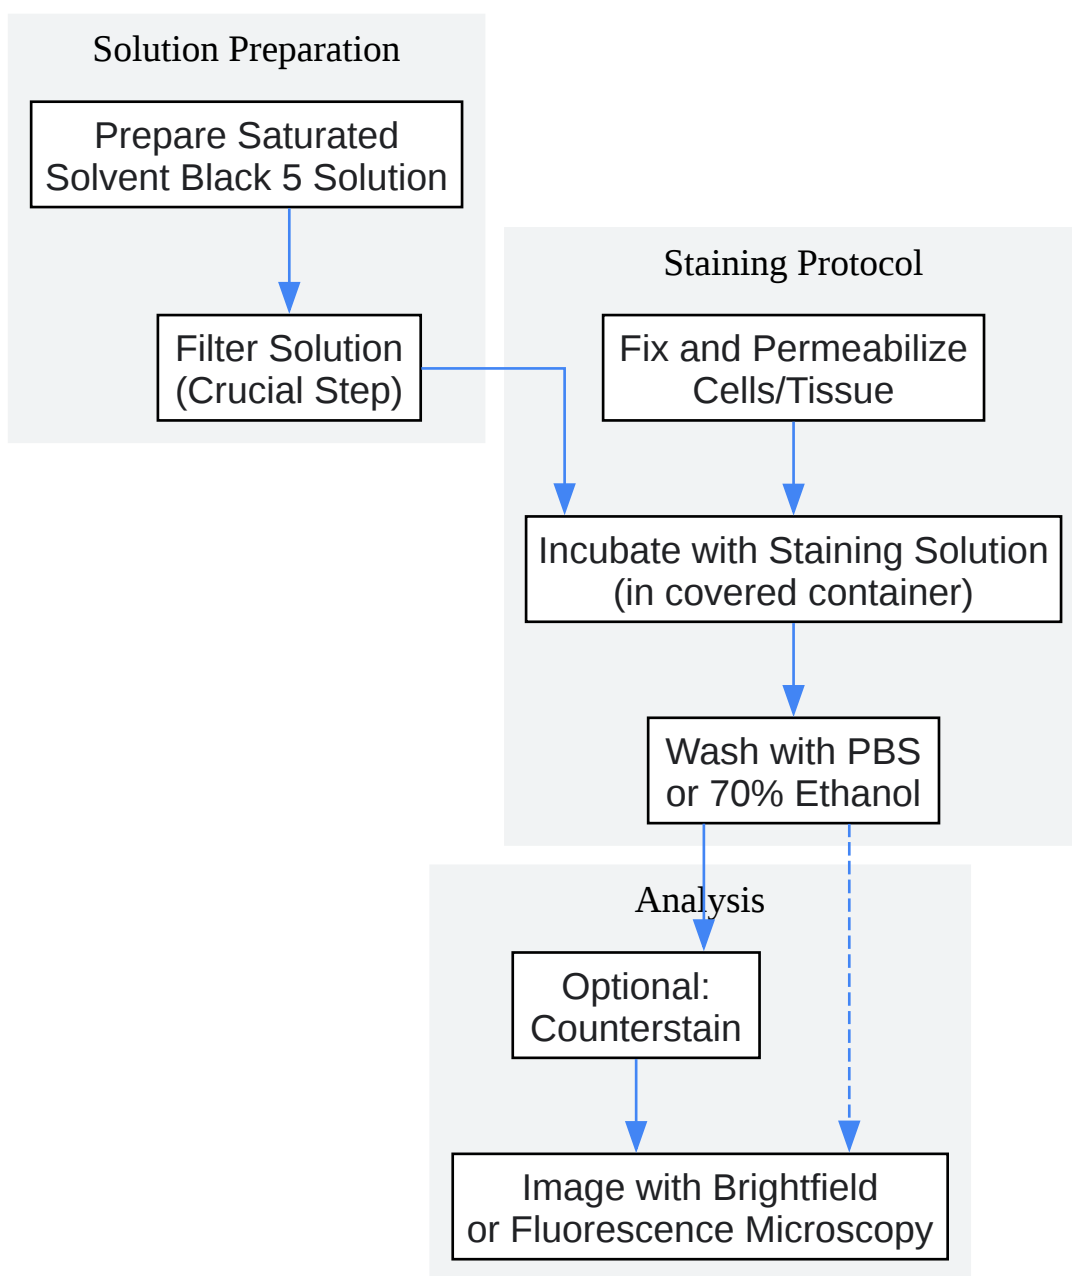 Solution Preparation
Prepare Saturated
Solvent Black 5 Solution
Filter Solution
(Crucial Step)
Staining Protocol
Fix and Permeabilize
Cells/Tissue
Incubate with Staining Solution
(in covered container)
Wash with PBS
or 70% Ethanol
Analysis
Optional:
Counterstain
Image with Brightfield
or Fluorescence Microscopy